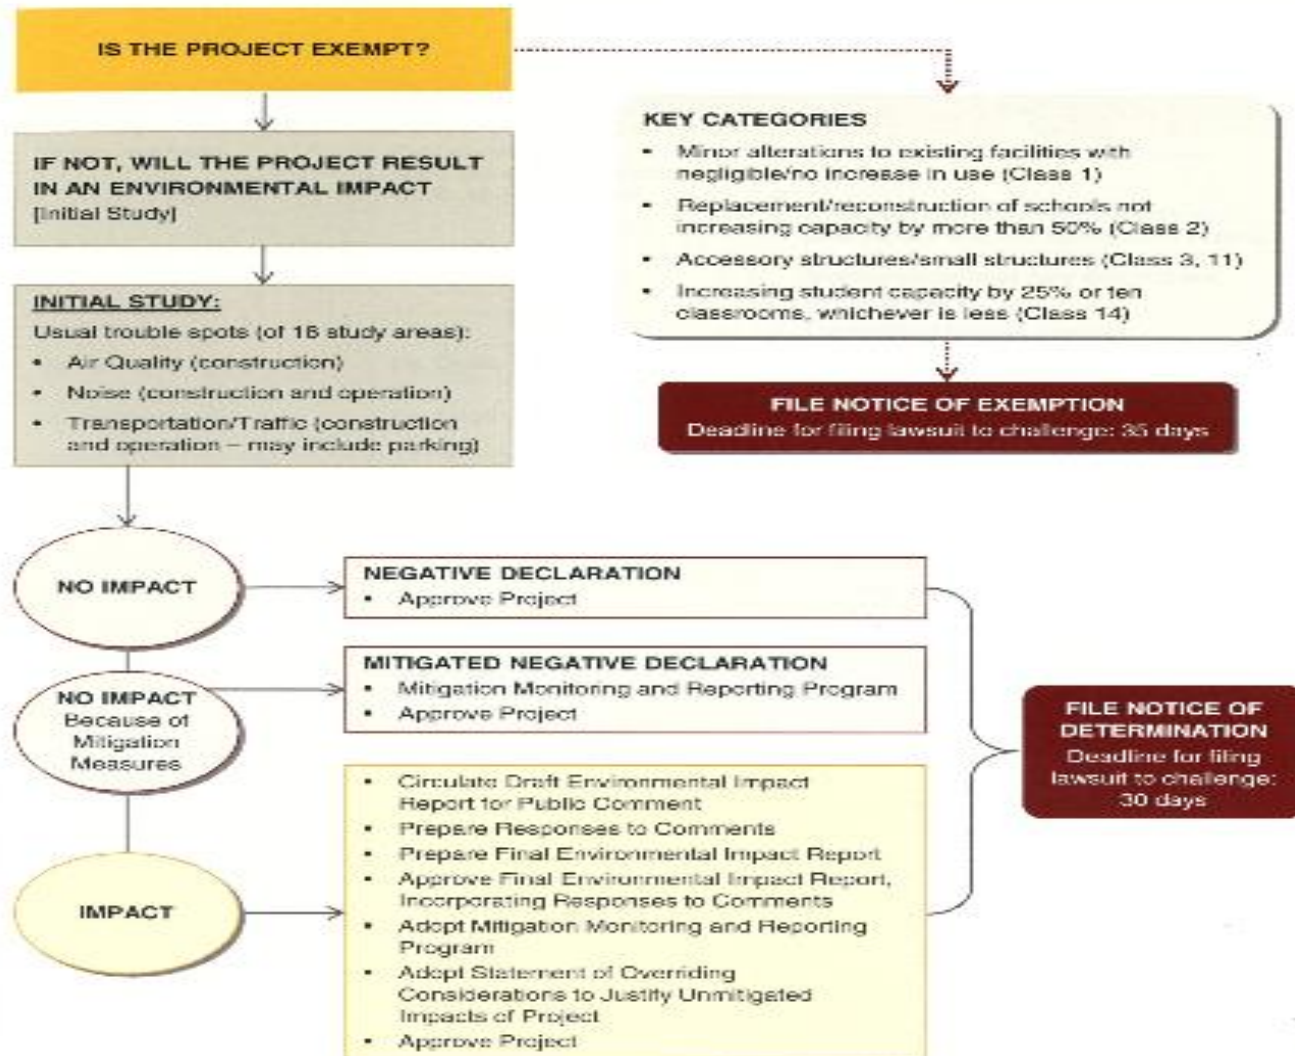 IS THE PROJECT EXEMPT?
IF NOT, WILL THE PROJECT RESULT
IN AN ENVIRONMENTAL IMPACT
[Initial Study]
INITIAL STUDY:
Usual trouble spots (of 16 study areas):
• Air Quality (construction)
• Noise (construction and operation)
• Transportation/Traffic (construction
and operation – may include parking)
KEY CATEGORIES
• Minor alterations to existing facilities with
negligible/no increase in use (Class 1)
• Replacement/reconstruction of schools not
increasing capacity by more than 50% (Class 2)
• Accessory structures/small structures (Class 3, 11)
• Increasing student capacity by 25% or ten
classrooms, whichever is less (Class 14)
FILE NOTICE OF EXEMPTION
Deadline for filing lawsuit to challenge: 35 days
NO IMPACT
NEGATIVE DECLARATION
• Approve Project
NO IMPACT
Because of
Mitigation
Measures
MITIGATED NEGATIVE DECLARATION
• Mitigation Monitoring and Reporting Program
• Approve Project
IMPACT
• Circulate Draft Environmental Impact
Report for Public Comment
• Prepare Responses to Comments
• Prepare Final Environmental Impact Report
• Approve Final Environmental Impact Report,
Incorporating Responses to Comments
• Adopt Mitigation Monitoring and Reporting
Program
• Adopt Statement of Overriding
Considerations to Justify Unmitigated
Impacts of Project
• Approve Project
FILE NOTICE OF
DETERMINATION
Deadline for filing
lawsuit to challenge:
30 days